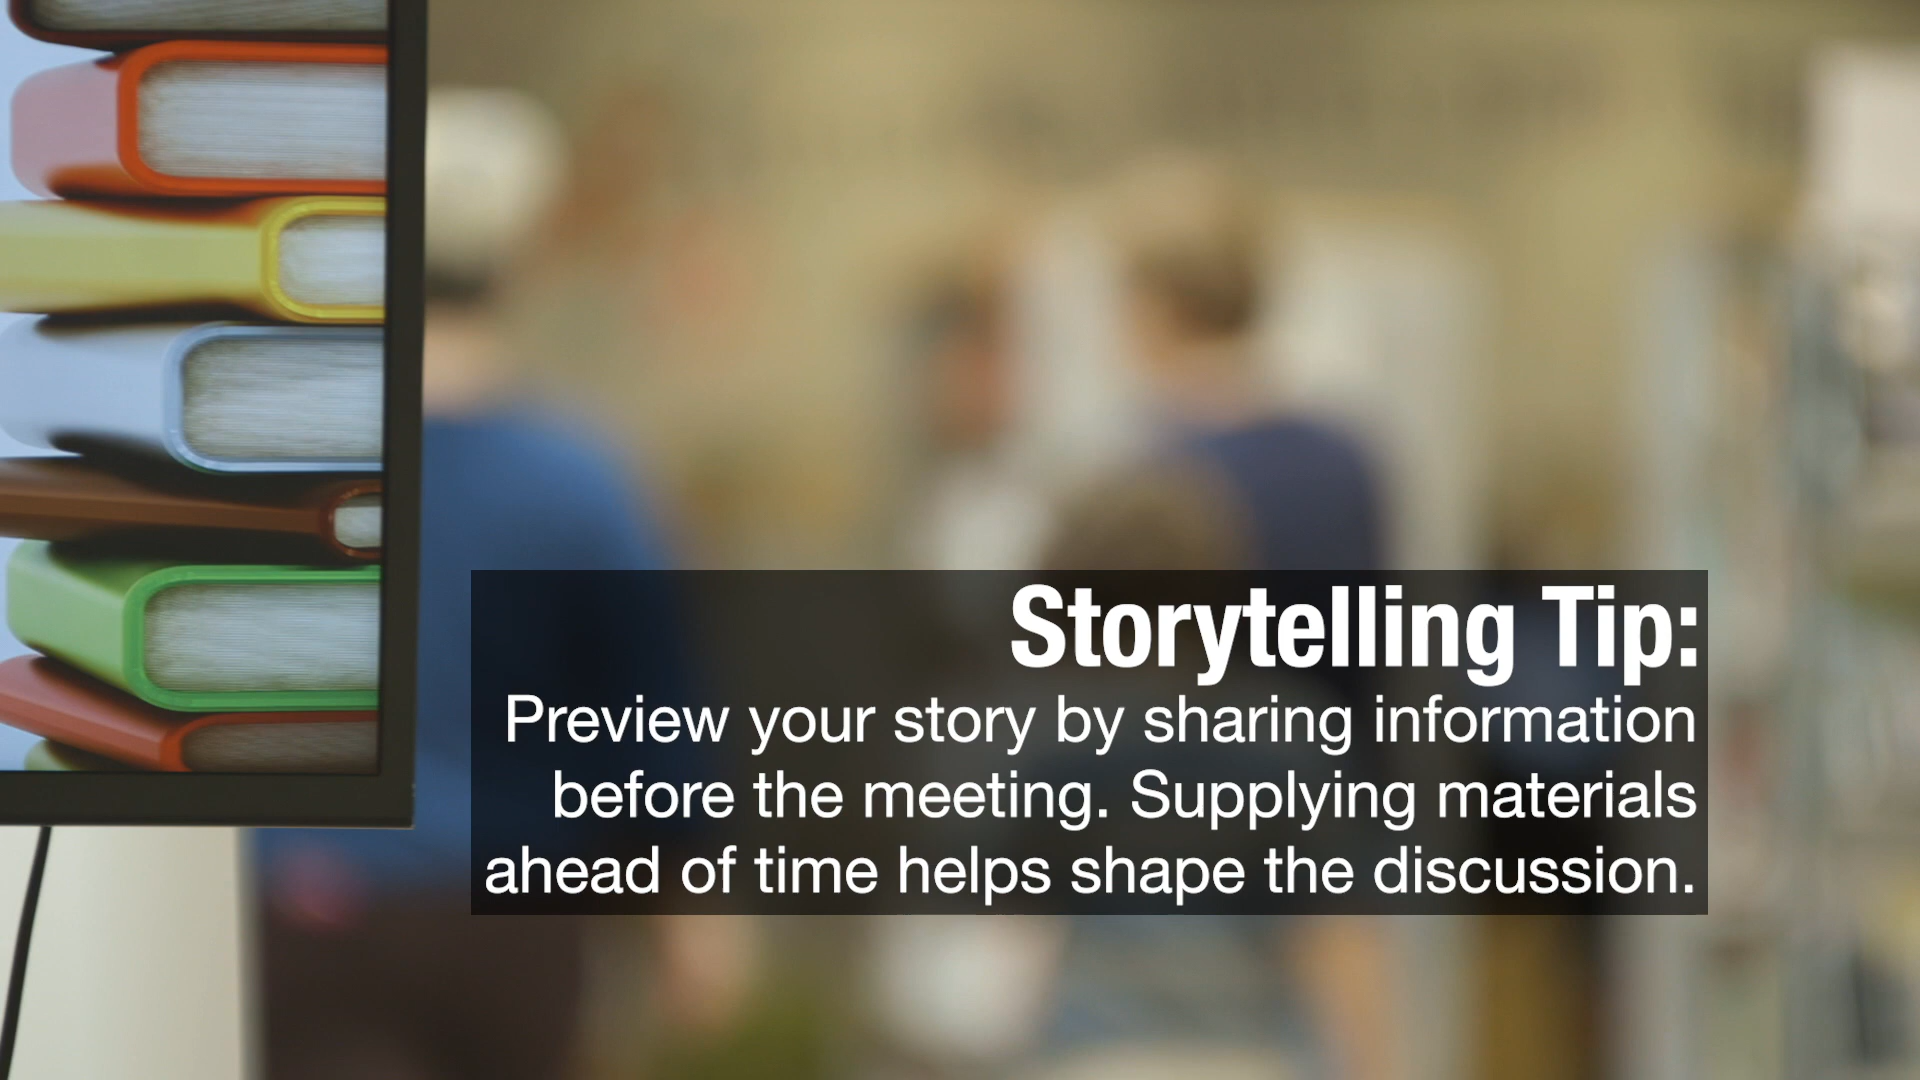 Storytelling Tip:
Preview your story by sharing information
before the meeting. Supplying materials
ahead of time helps shape the discussion.